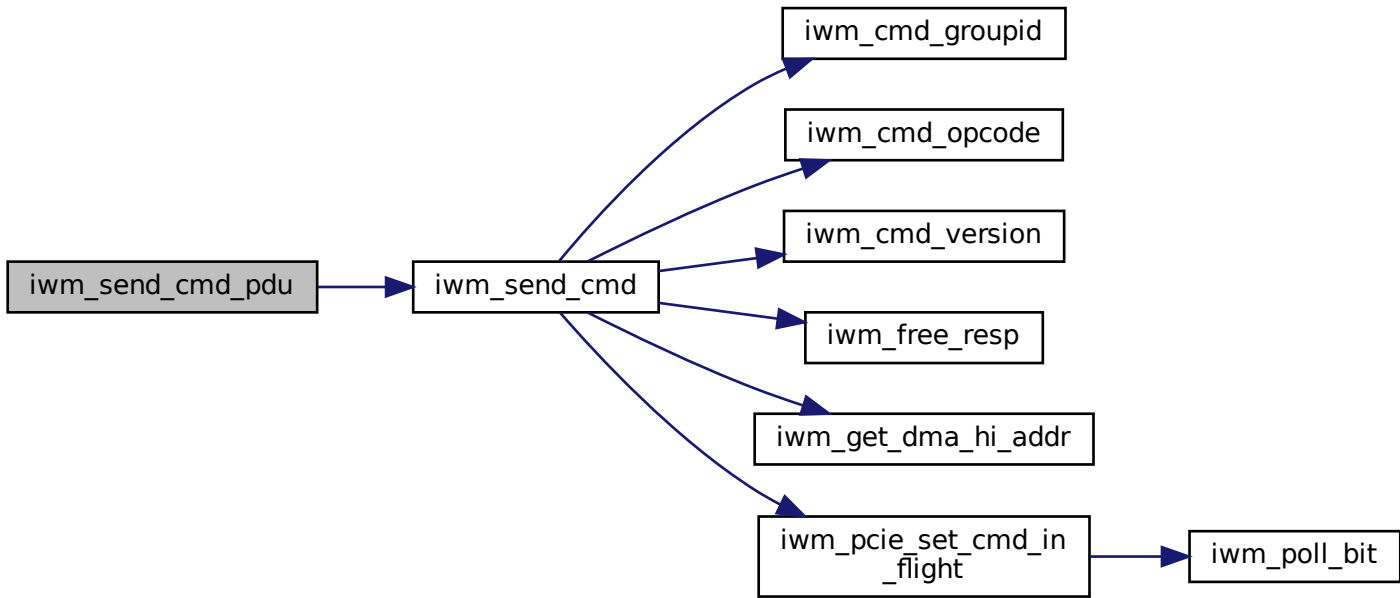 iwm_cmd_groupid
iwm_cmd_opcode
iwm_cmd_version
iwm_send_cmd_pdu
iwm_send_cmd
iwm_free_resp
iwm_get_dma_hi_addr
iwm_pcie_set_cmd_in
_flight
iwm_poll_bit